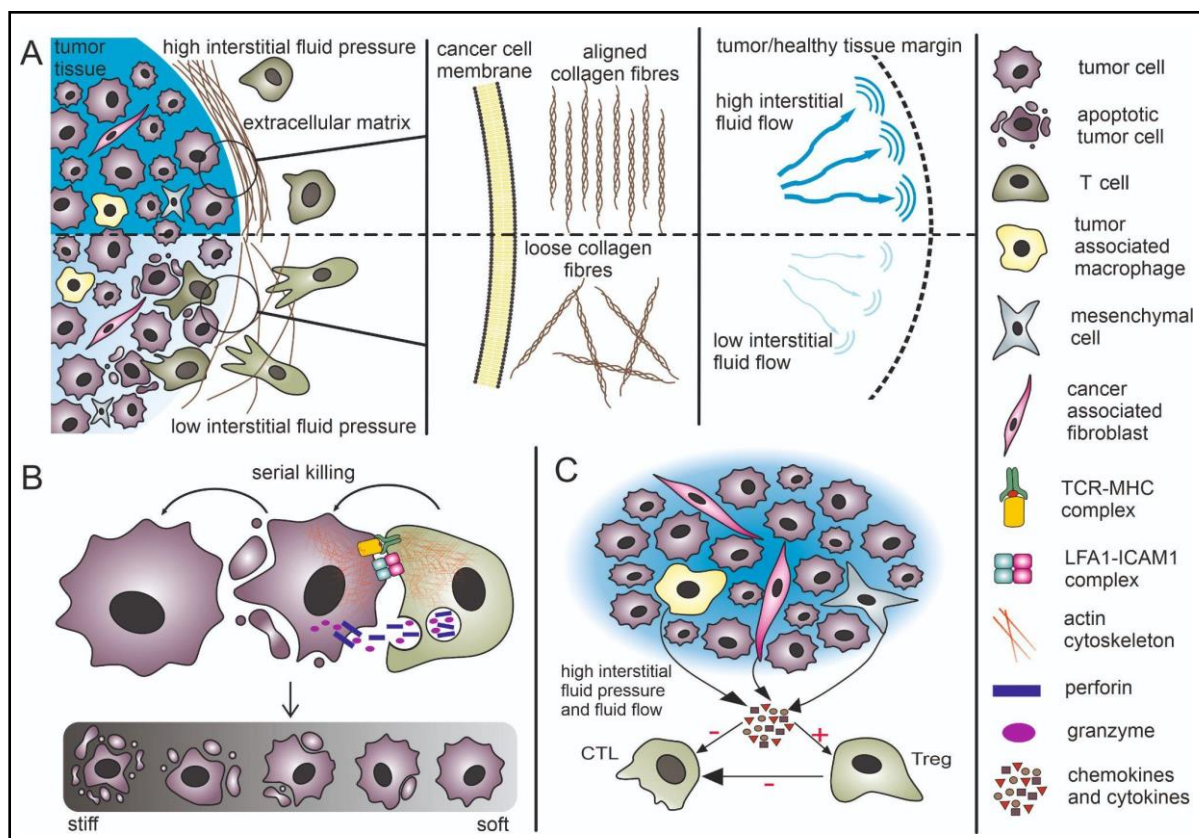 A
tumor
tissue
high interstitial fluid pressure
extracellular matrix
low interstitial fluid pressure
cancer cell
membrane
aligned
collagen fibres
loose collagen
fibres
tumor/healthy tissue margin
high interstitial
fluid flow
low interstitial
fluid flow
B
serial killing
stiff
soft
C
high interstitial
fluid pressure
and fluid flow
-
+
CTL
Treg
-
tumor cell
apoptotic
tumor cell
T cell
tumor
associated
macrophage
mesenchymal
cell
cancer
associated
fibroblast
TCR-MHC
complex
LFA1-ICAM1
complex
actin
cytoskeleton
perforin
granzyme
chemokines
and cytokines